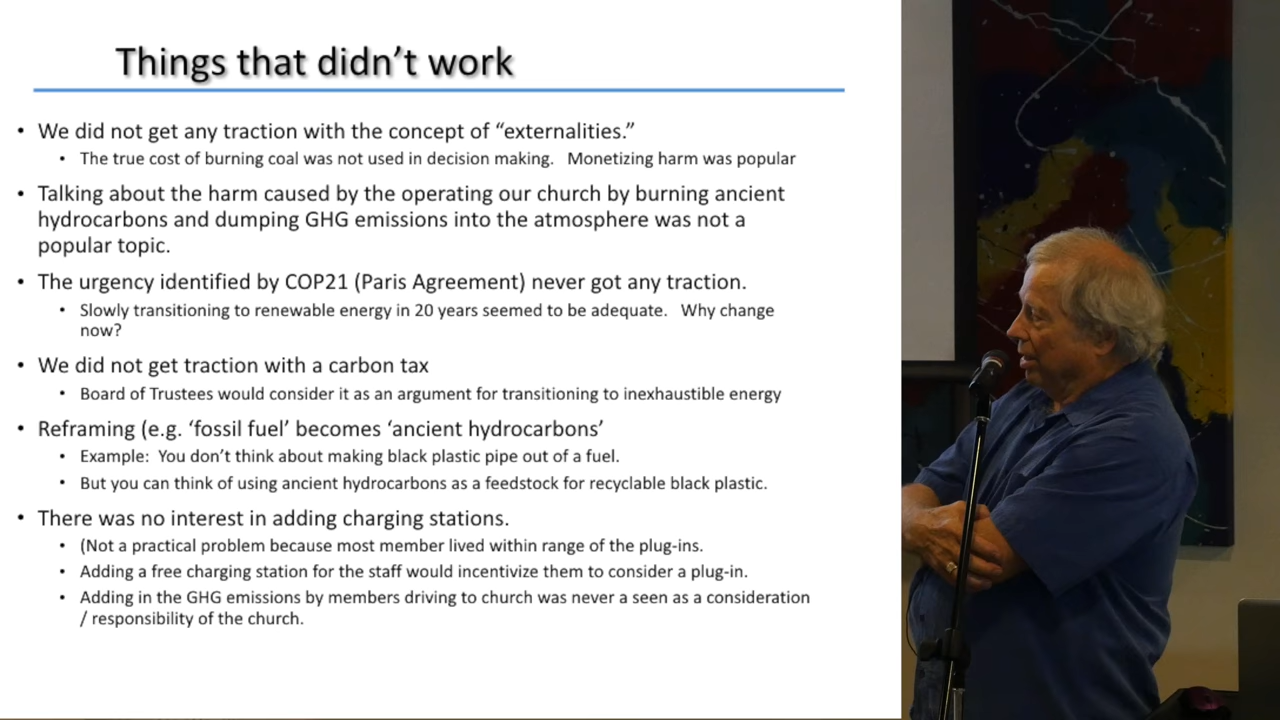 Things that didn't work
• We did not get any traction with the concept of “externalities.”
• The true cost of burning coal was not used in decision making.   Monetizing harm was popular
• Talking about the harm caused by the operating our church by burning ancient
hydrocarbons and dumping GHG emissions into the atmosphere was not a
popular topic.
• The urgency identified by COP21 (Paris Agreement) never got any traction.
• Slowly transitioning to renewable energy in 20 years seemed to be adequate.   Why change
now?
• We did not get traction with a carbon tax
• Board of Trustees would consider it as an argument for transitioning to inexhaustible energy
• Reframing (e.g. ‘fossil fuel’ becomes ‘ancient hydrocarbons’
• Example:  You don’t think about making black plastic pipe out of a fuel.
• But you can think of using ancient hydrocarbons as a feedstock for recyclable black plastic.
• There was no interest in adding charging stations.
• (Not a practical problem because most member lived within range of the plug-ins.
• Adding a free charging station for the staff would incentivize them to consider a plug-in.
• Adding in the GHG emissions by members driving to church was never a seen as a consideration
/ responsibility of the church.